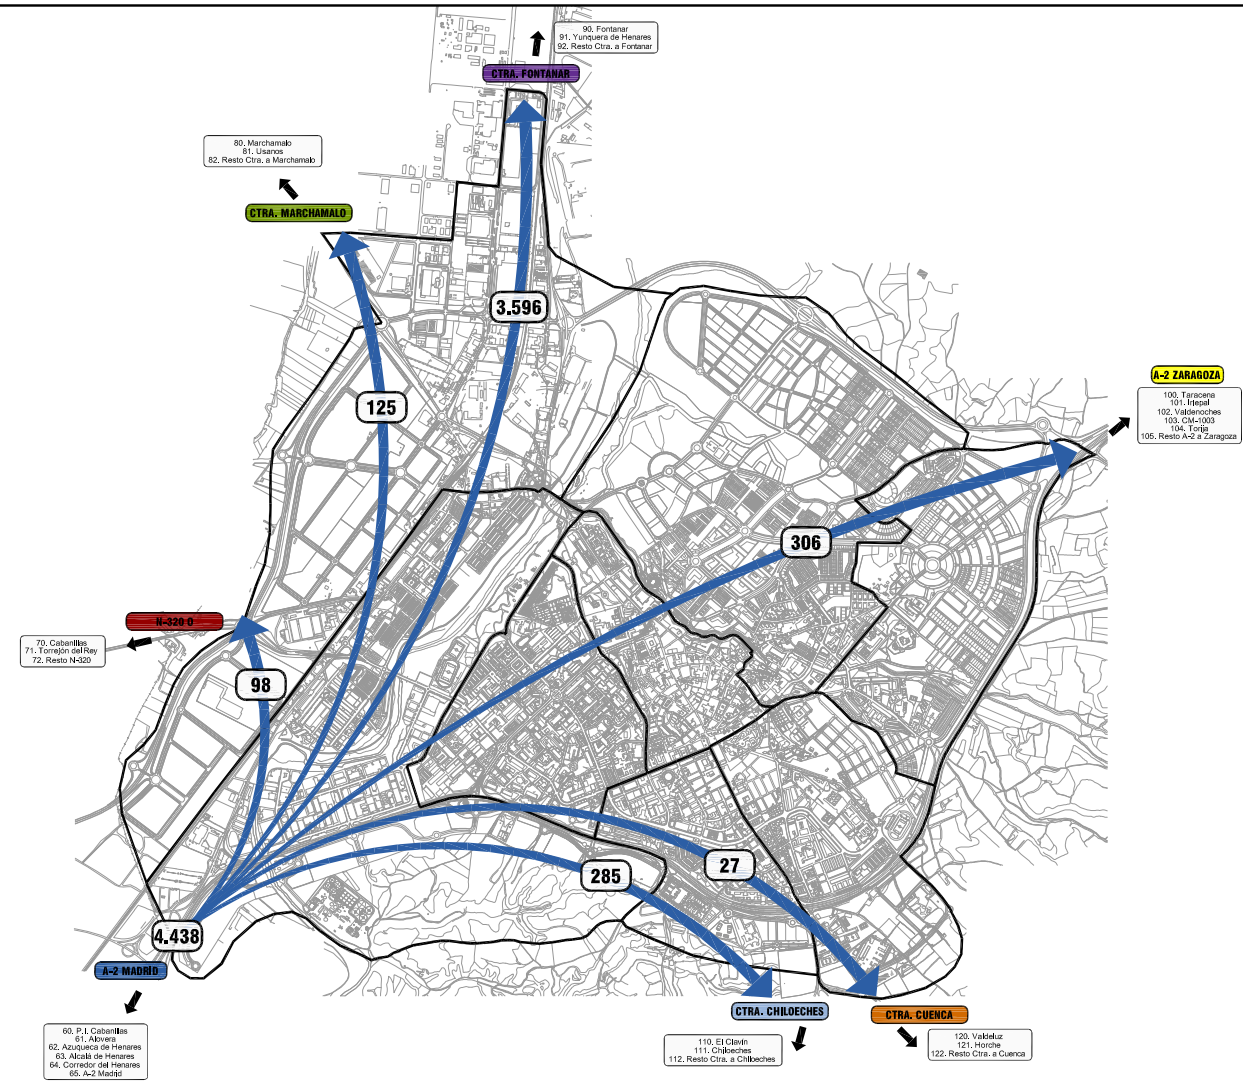 90. Fontanar
91. Yunquera de Henares
92. Resto Ctra. a Fontanar
CTRA. FONTANAR
80. Marchamalo
81. Usanos
82. Resto Ctra. a Marchamalo
CTRA. MARCHAMALO
3.596
A-2 ZARAGOZA
100. Taracena
101. Iriepal
102. Valdenoches
103. CM-1003
104. Torija
105. Resto A-2 a Zaragoza
125
306
N-320 O
70. Cabanillas
71. Torrejón del Rey
72. Resto N-320
98
27
285
4.438
A-2 MADRID
60. P.I. Cabanillas
61. Alovera
62. Azuqueca de Henares
63. Alcalá de Henares
64. Corredor del Henares
65. A-2 Madrid
CTRA. CHILOECHES
110. El Clavín
111. Chiloeches
112. Resto Ctra. a Chiloeches
CTRA. CUENCA
120. Valdeluz
121. Horche
122. Resto Ctra. a Cuenca